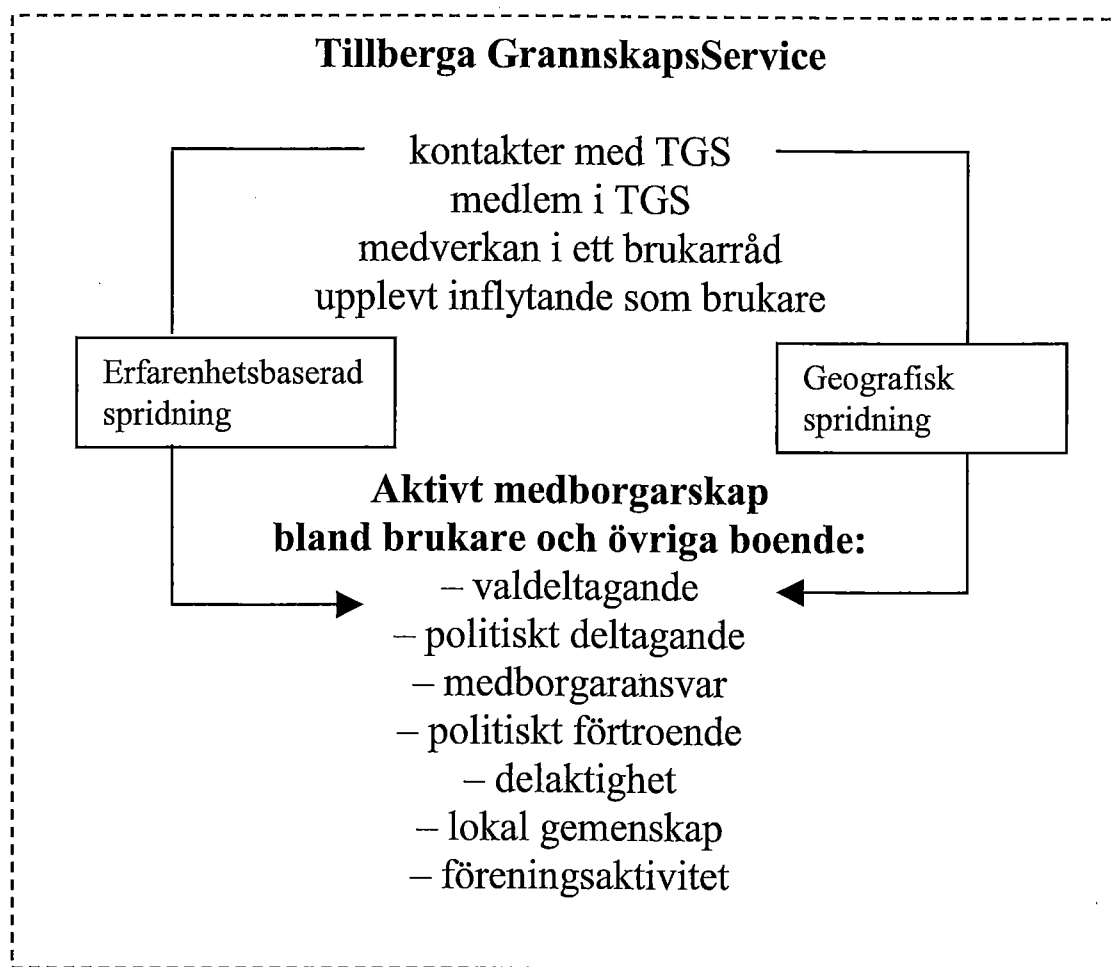 Tillberga GrannskapsService
kontakter med TGS
medlem i TGS
medverkan i ett brukarråd
upplevt inflytande som brukare
Erfarenhetsbaserad
spridning
Geografisk
spridning
Aktivt medborgarskap
bland brukare och övriga boende:
– valdeltagande
– politiskt deltagande
– medborgaransvar
– politiskt förtroende
– delaktighet
– lokal gemenskap
– föreningsaktivitet